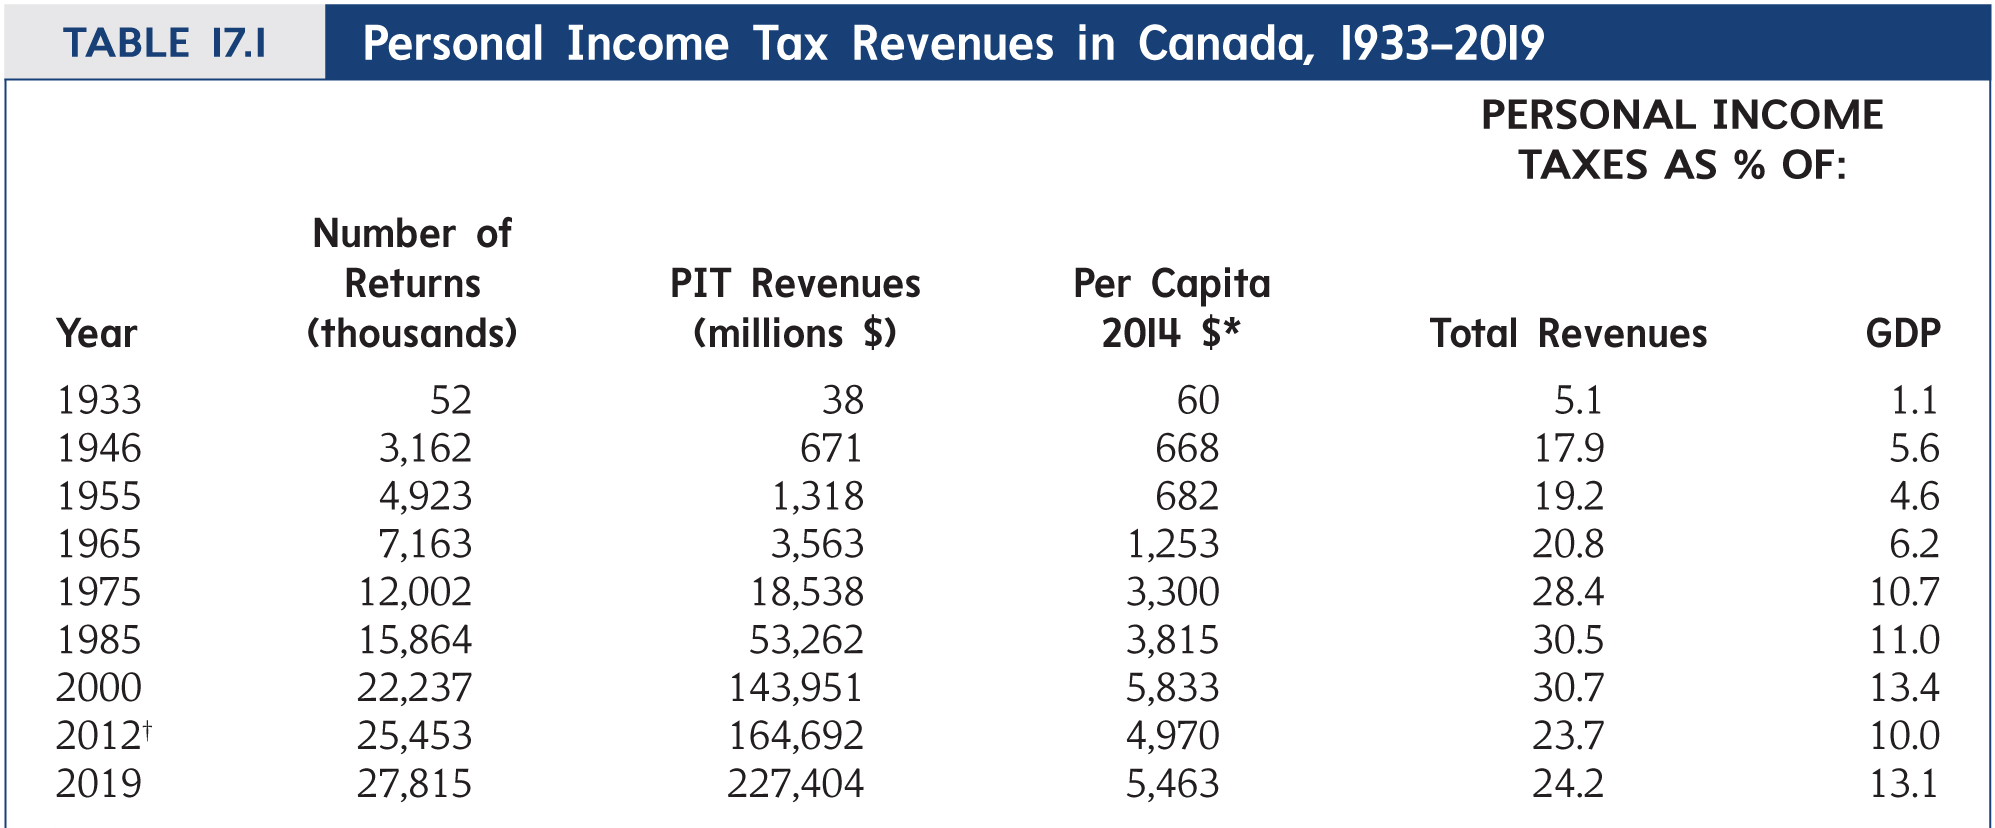 TABLE 17.1 Personal Income Tax Revenues in Canada, 1933–2019
PERSONAL INCOME
TAXES AS % OF:
Number of
Returns PIT Revenues Per Capita
Year (thousands) (millions $) 2014 $* Total Revenues GDP
1933 52 38 60 5.1 1.1
1946 3,162 671 668 17.9 5.6
1955 4,923 1,318 682 19.2 4.6
1965 7,163 3,563 1,253 20.8 6.2
1975 12,002 18,538 3,300 28.4 10.7
1985 15,864 53,262 3,815 30.5 11.0
2000 22,237 143,951 5,833 30.7 13.4
2012† 25,453 164,692 4,970 23.7 10.0
2019 27,815 227,404 5,463 24.2 13.1